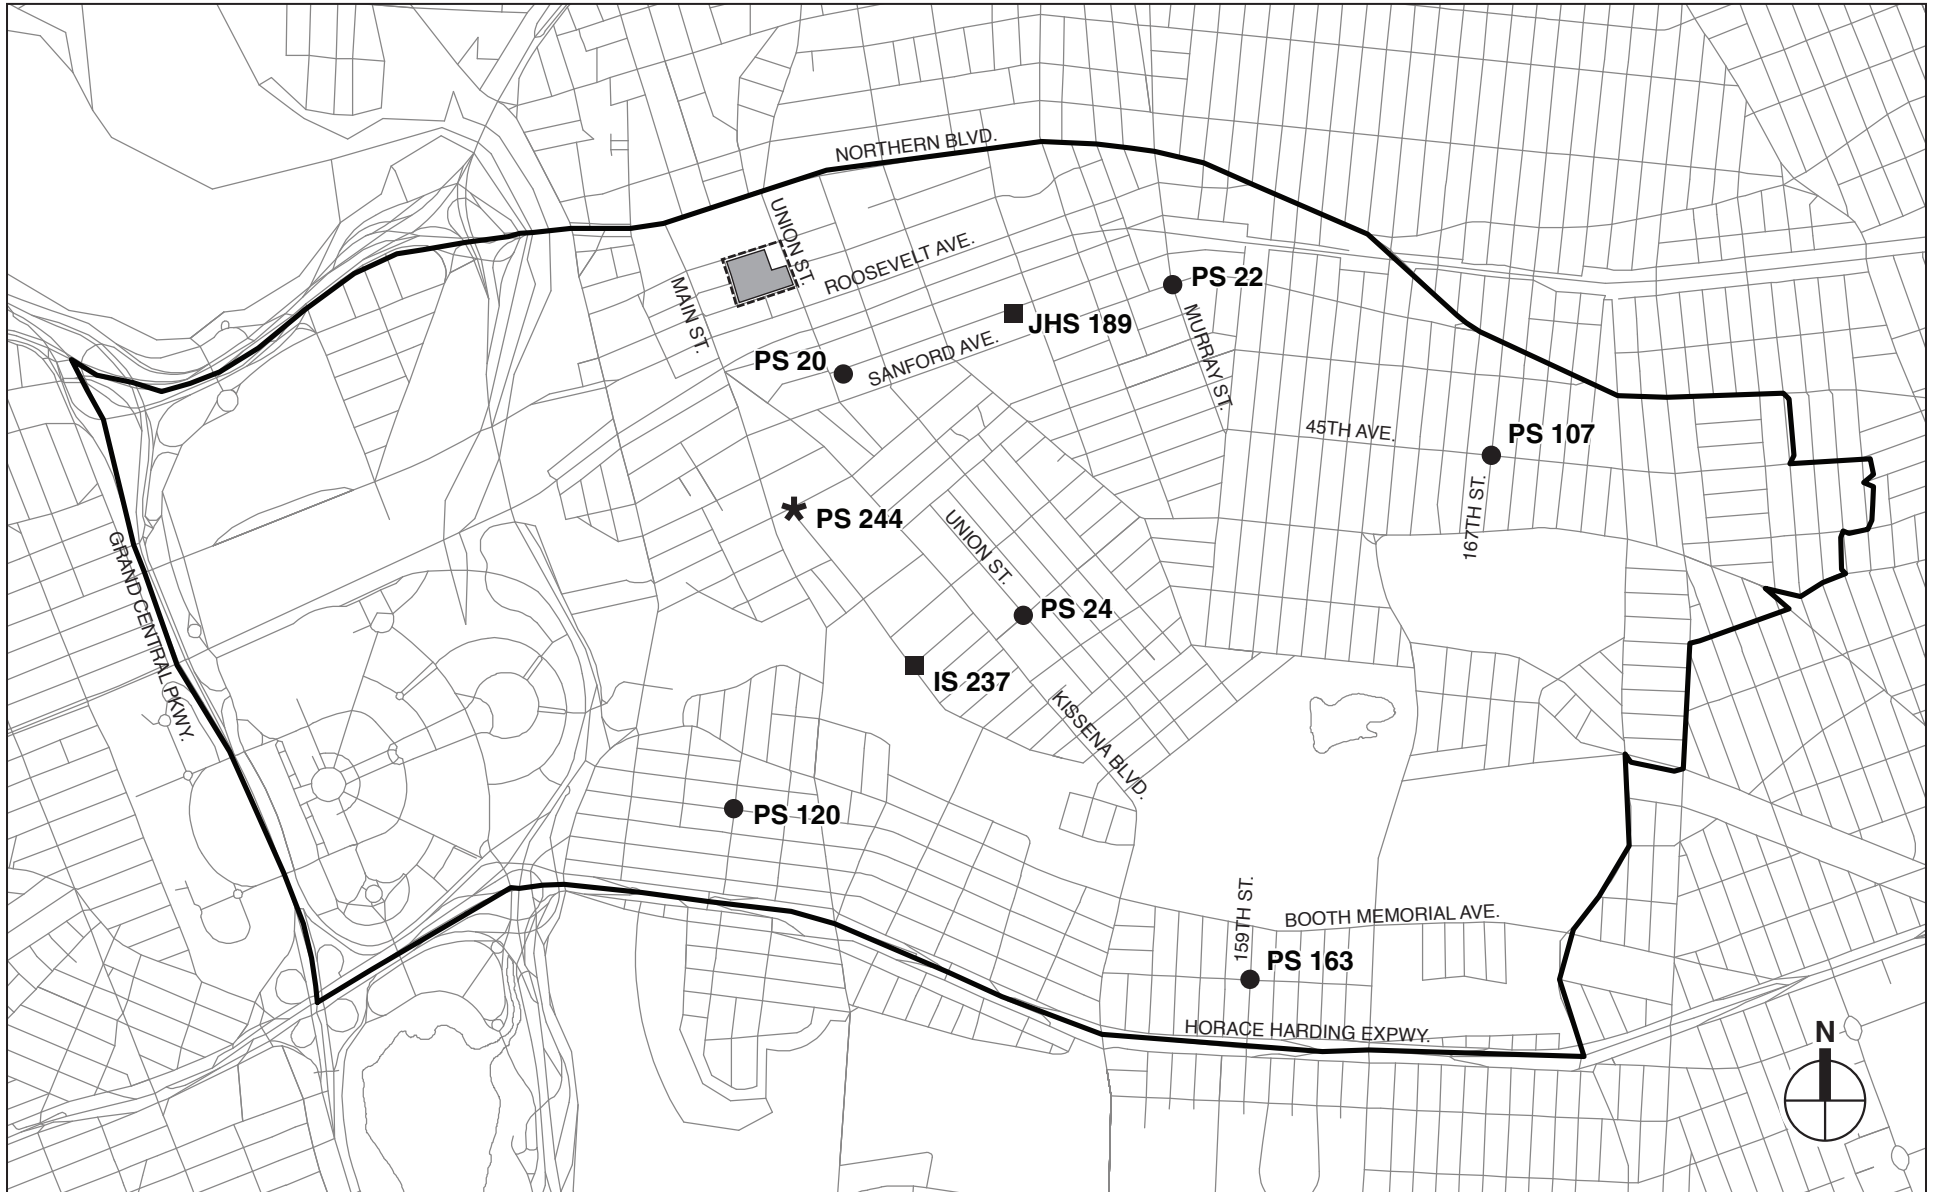 NORTHERN BLVD.
UNION ST.
ROOSEVELT AVE.
MAIN ST.
PS 22
JHS 189
MURRAY ST.
PS 20
SANFORD AVE.
45TH AVE.
PS 107
167TH ST.
PS 244
UNION ST.
GRAND CENTRAL PKWY.
PS 24
IS 237
KISSENA BLVD.
PS 120
159TH ST.
BOOTH MEMORIAL AVE.
PS 163
HORACE HARDING EXPWY.
N